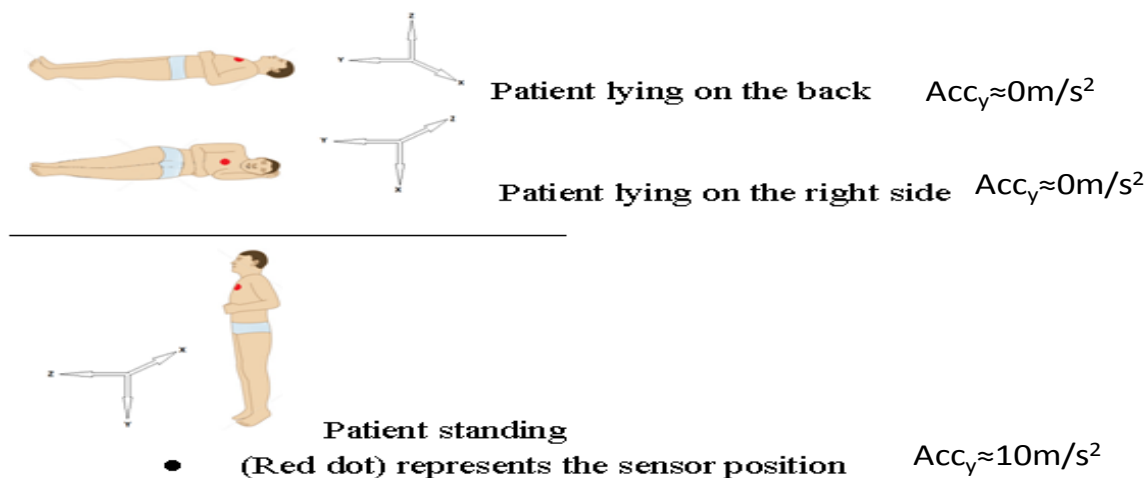 Z
Y
X
Patient lying on the back Acc_y≈0m/s²
Z
Y
X
Patient lying on the right side Acc_y≈0m/s²
X
Z
Y
Patient standing
● (Red dot) represents the sensor position Acc_y≈10m/s²